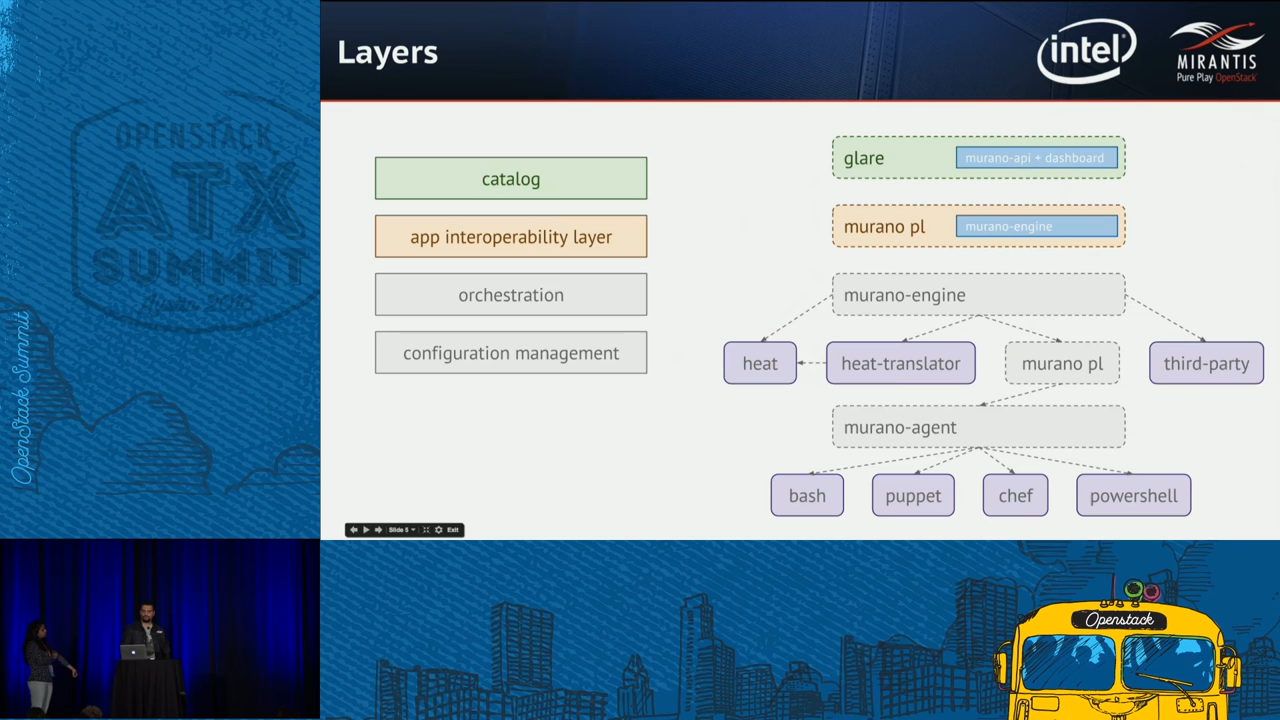 Layers
intel
MIRANTIS
Pure Play OpenStack
catalog
app interoperability layer
orchestration
configuration management
glare
murano-api + dashboard
murano pl
murano-engine
murano-engine
heat
heat-translator
murano pl
third-party
murano-agent
bash
puppet
chef
powershell
Slide 5
Exit
OPENSTACK
ATX
SUMMIT
Austin 2016
OpenStack Summit
Openstack